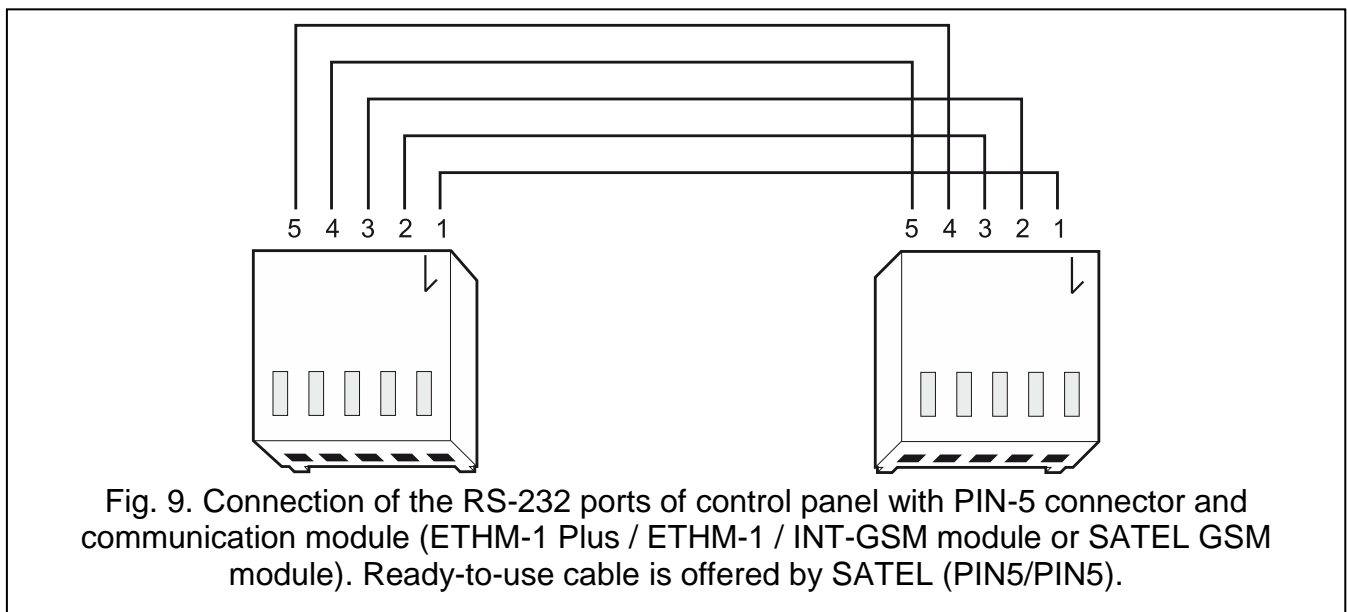 5 4 3 2 1 5 4 3 2 1
Fig. 9. Connection of the RS-232 ports of control panel with PIN-5 connector and
communication module (ETHM-1 Plus / ETHM-1 / INT-GSM module or SATEL GSM
module). Ready-to-use cable is offered by SATEL (PIN5/PIN5).